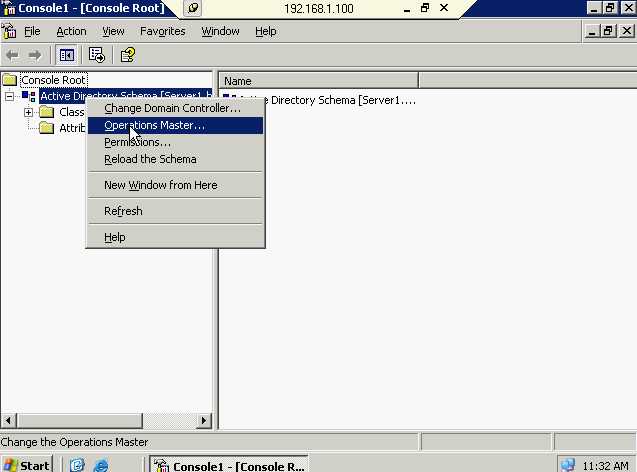 Console1 - [Console Root]
192.168.1.100
File Action View Favorites Window Help
Console Root
Name
Active Directory Schema [Server1.h
Active Directory Schema [Server1....
Class
Attrib
Change Domain Controller...
Operations Master...
Permissions...
Reload the Schema
New Window from Here
Refresh
Help
Change the Operations Master
Start
Console1 - [Console R...
11:32 AM